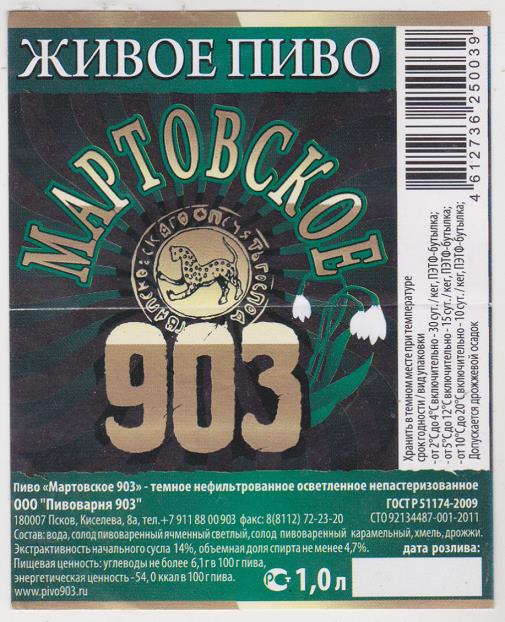 ЖИВОЕ ПИВО
МАРТОВСКОЕ
903
4 612736 250039
Хранить в темном месте при температуре
срок годности / вид упаковки
- от 2°С до 4°С включительно - 30 сут. / кег, ПЭТФ-бутылка;
- от 5°С до 12°С включительно - 15 сут. / кег, ПЭТФ-бутылка;
- от 10°С до 20°С включительно - 10 сут. / кег, ПЭТФ-бутылка;
Допускается дрожжевой осадок
Пиво «Мартовское 903» - темное нефильтрованное осветленное непастеризованное
ООО "Пивоварня 903"
ГОСТ Р 51174-2009
180007 Псков, Киселева, 8а, тел.+7 911 88 00 903 факс: 8(8112) 72-23-20
СТО 92134487-001-2011
Состав: вода, солод пивоваренный ячменный светлый, солод пивоваренный карамельный, хмель, дрожжи.
Экстрактивность начального сусла 14%, объемная доля спирта не менее 4,7%.
дата розлива:
Пищевая ценность: углеводы не более 6,1 г в 100 г пива,
энергетическая ценность -54, 0 ккал в 100 г пива.
РСТ 1,0 л
www.pivo903.ru